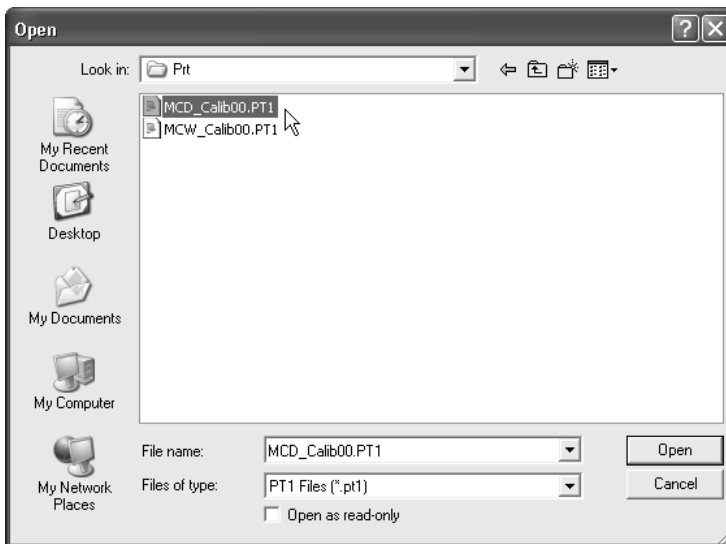 Open
Look in: Prt
MCD_Calib00.PT1
MCW_Calib00.PT1
My Recent
Documents
Desktop
My Documents
My Computer
My Network
Places
File name: MCD_Calib00.PT1 Open
Files of type: PT1 Files (*.pt1) Cancel
Open as read-only